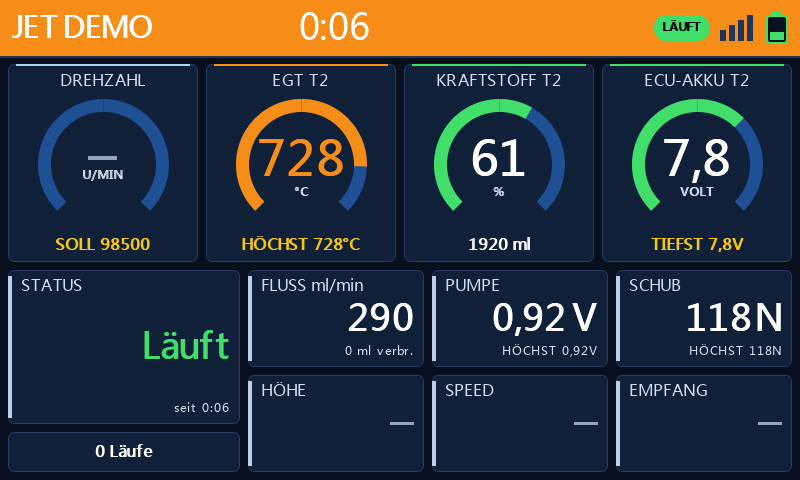 JET DEMO
0:06
LÄUFT
DREHZAHL
—
U/MIN
SOLL 98500
EGT T2
728
°C
HÖCHST 728°C
KRAFTSTOFF T2
61
%
1920 ml
ECU-AKKU T2
7,8
VOLT
TIEFST 7,8V
STATUS
Läuft
seit 0:06
0 Läufe
FLUSS ml/min
290
0 ml verbr.
PUMPE
0,92 V
HÖCHST 0,92V
SCHUB
118N
HÖCHST 118N
HÖHE
—
SPEED
—
EMPFANG
—